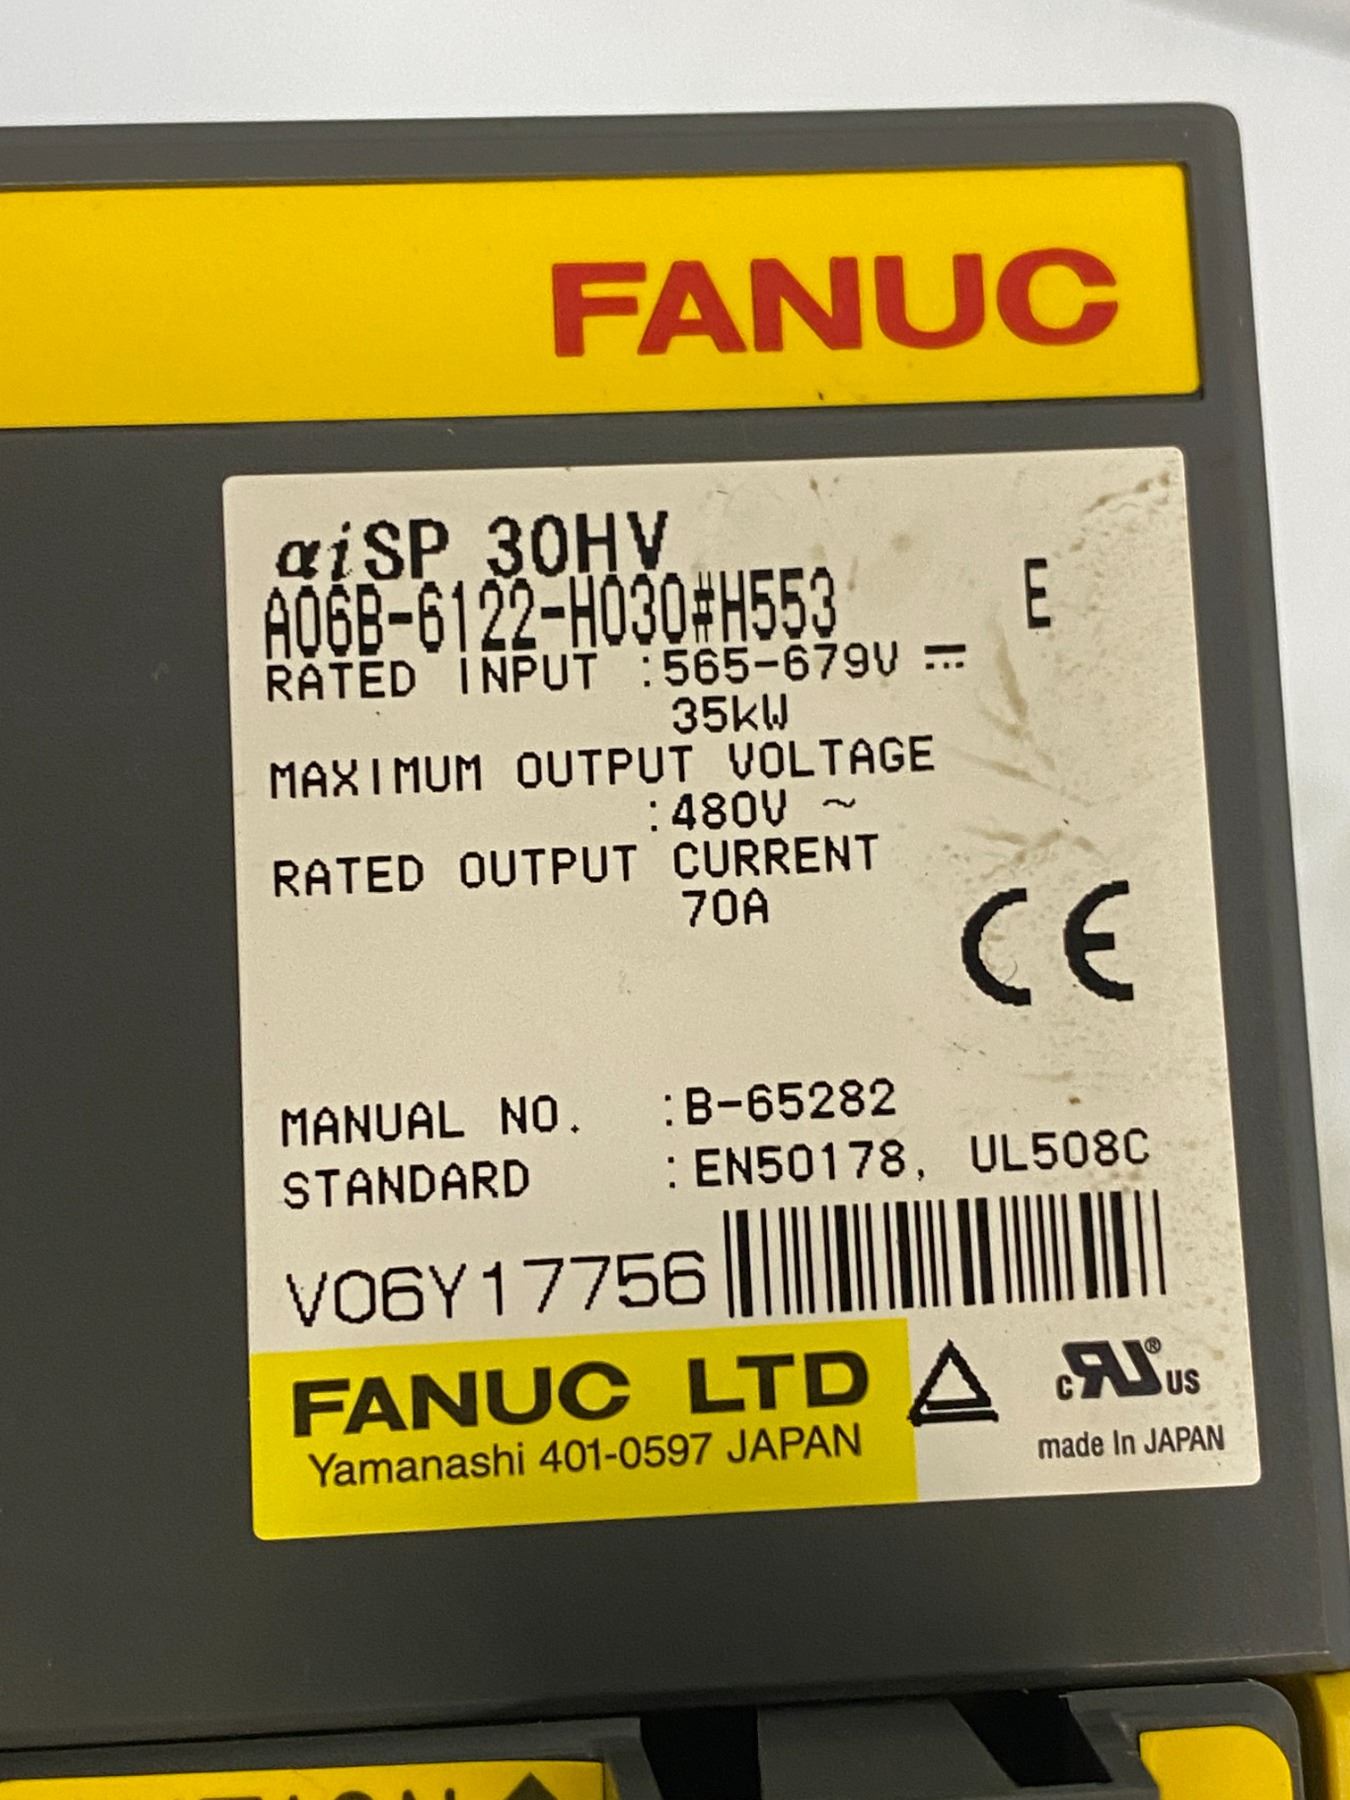 FANUC
αiSP 30HV
A06B-6122-H030#H553 E
RATED INPUT :565-679V ⎓
35kW
MAXIMUM OUTPUT VOLTAGE
:480V ~
RATED OUTPUT CURRENT
70A
CE
MANUAL NO. :B-65282
STANDARD :EN50178, UL508C
V06Y17756
FANUC LTD
Yamanashi 401-0597 JAPAN
c RU® US
made In JAPAN